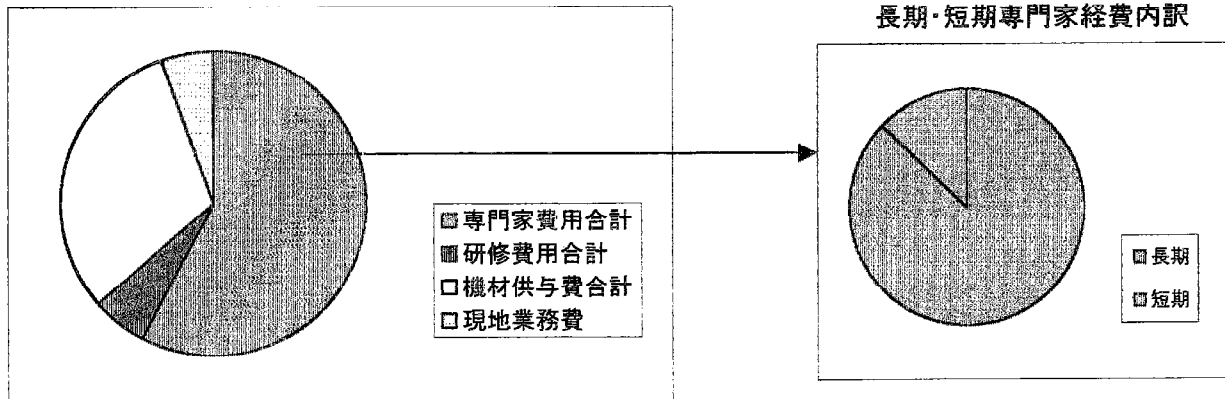 長期・短期専門家経費内訳
専門家費用合計
研修費用合計
機材供与費合計
現地業務費
長期
短期